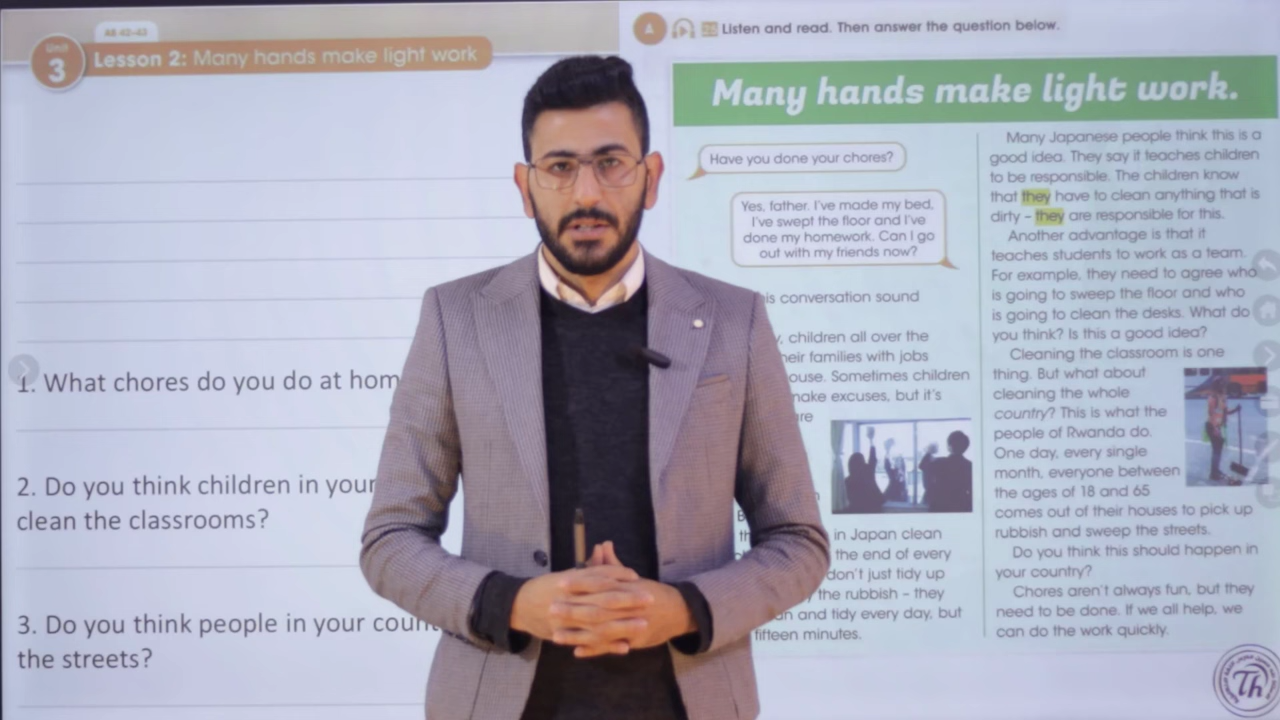 AB 42-43
Unit
3
Lesson 2: Many hands make light work
1. What chores do you do at
2. Do you think children in your
clean the classrooms?
3. Do you think people in your
the streets?
A
Listen and read. Then answer the question below.
Many hands make light work.
Have you done your chores?
Yes, father. I've made my bed,
I've swept the floor and I've
done my homework. Can I go
out with my friends now?
conversation sound
children all over the
families with jobs
Sometimes children
make excuses, but it's
in Japan clean
the end of every
don't just tidy up
the rubbish – they
and tidy every day, but
fifteen minutes.
Many Japanese people think this is a
good idea. They say it teaches children
to be responsible. The children know
that they have to clean anything that is
dirty – they are responsible for this.
Another advantage is that it
teaches students to work as a team.
For example, they need to agree who
is going to sweep the floor and who
is going to clean the desks. What do
you think? Is this a good idea?
Cleaning the classroom is one
thing. But what about
cleaning the whole
country? This is what the
people of Rwanda do.
One day, every single
month, everyone between
the ages of 18 and 65
comes out of their houses to pick up
rubbish and sweep the streets.
Do you think this should happen in
your country?
Chores aren't always fun, but they
need to be done. If we all help, we
can do the work quickly.
Th